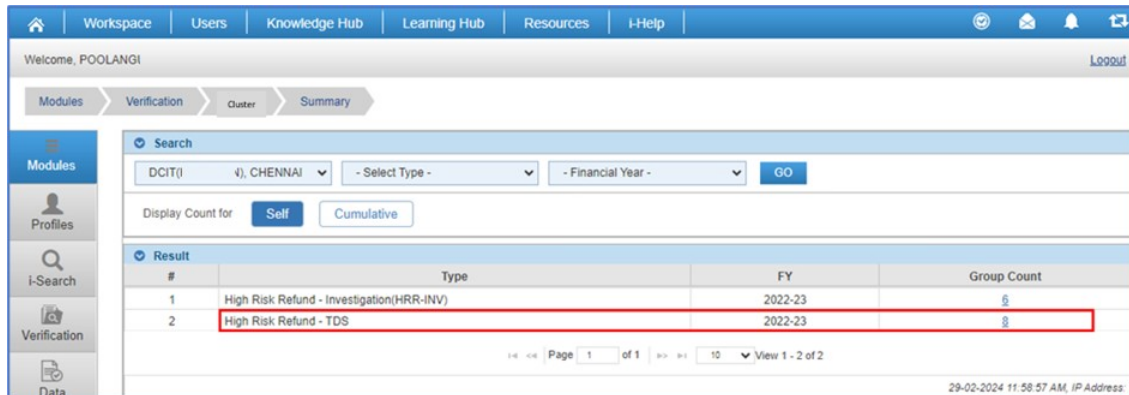 Workspace Users Knowledge Hub Learning Hub Resources i-Help
Welcome, POOLANGI
Logout
Modules Verification Cluster Summary
Modules
Profiles
i-Search
Verification
Data
Search
DCIT(I V), CHENNAI - Select Type - - Financial Year - GO
Display Count for Self Cumulative
Result
# Type FY Group Count
1 High Risk Refund - Investigation(HRR-INV) 2022-23 6
2 High Risk Refund - TDS 2022-23 8
Page 1 of 1 10 View 1 - 2 of 2
29-02-2024 11:58:57 AM, IP Address: